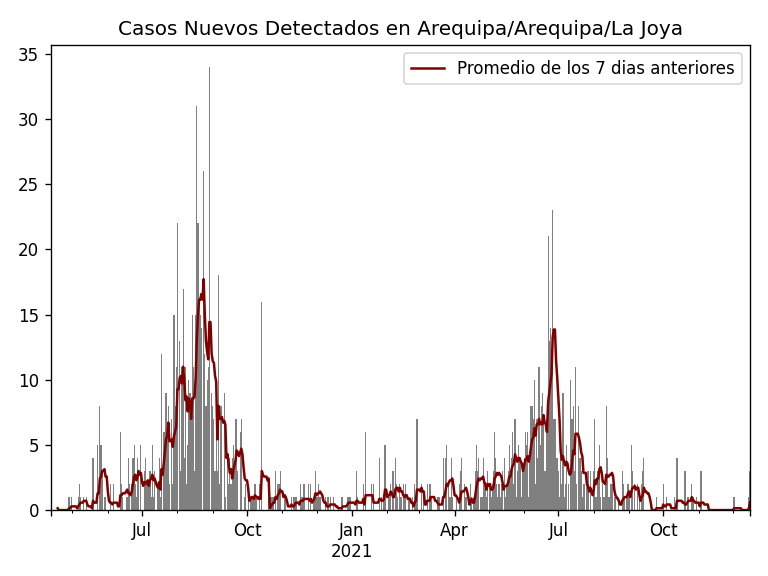 Casos Nuevos Detectados en Arequipa/Arequipa/La Joya
Promedio de los 7 dias anteriores
35
30
25
20
15
10
5
0
Jul
Oct
Jan
2021
Apr
Jul
Oct